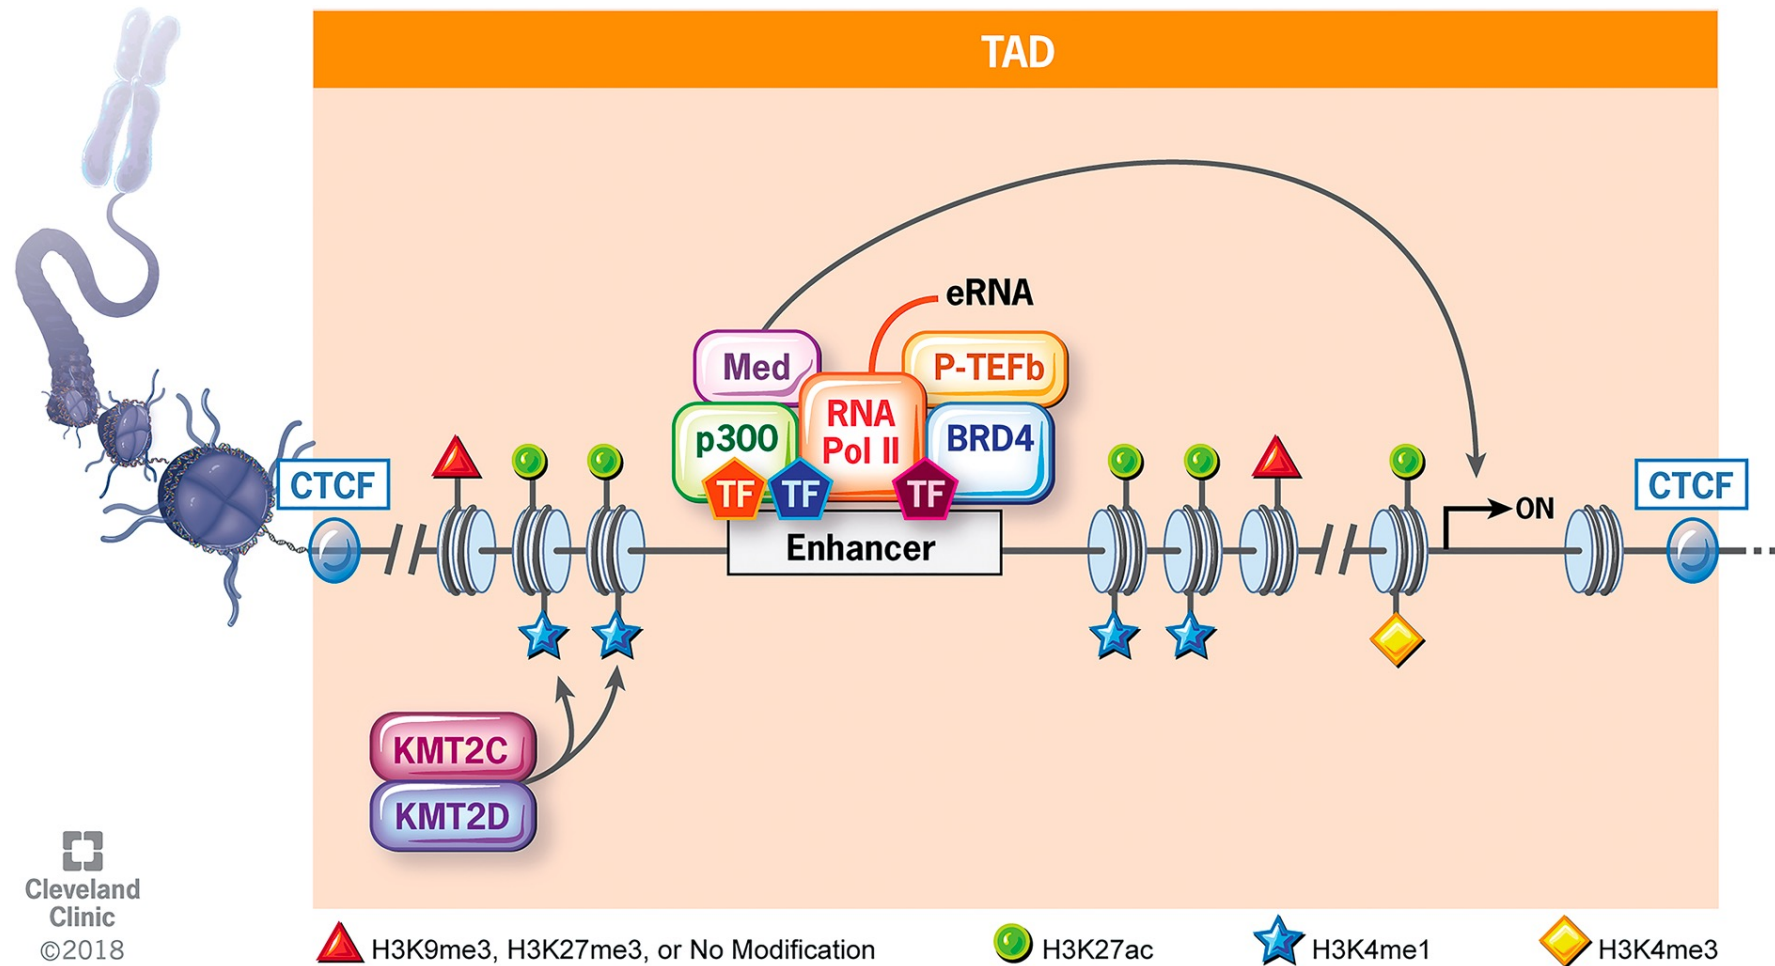 TAD
eRNA
Med
P-TEFb
RNA
Pol II
p300
BRD4
TF
TF
TF
CTCF
CTCF
ON
Enhancer
KMT2C
KMT2D
Cleveland
Clinic
©2018
H3K9me3, H3K27me3, or No Modification
H3K27ac
H3K4me1
H3K4me3